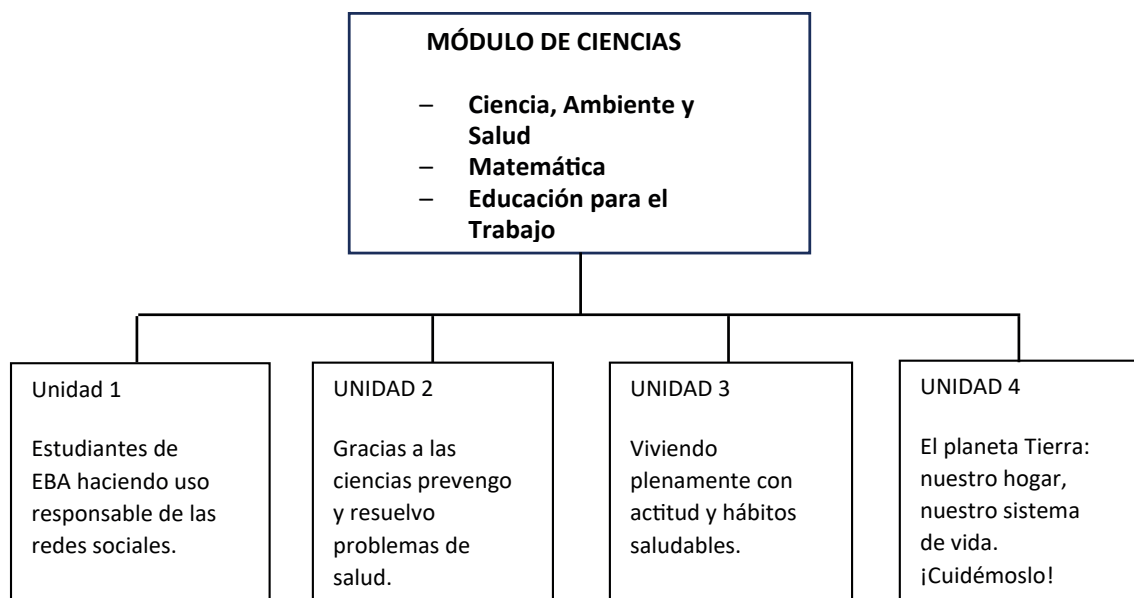 MÓDULO DE CIENCIAS
– Ciencia, Ambiente y
Salud
– Matemática
– Educación para el
Trabajo
Unidad 1
Estudiantes de
EBA haciendo uso
responsable de las
redes sociales.
UNIDAD 2
Gracias a las
ciencias prevengo
y resuelvo
problemas de
salud.
UNIDAD 3
Viviendo
plenamente con
actitud y hábitos
saludables.
UNIDAD 4
El planeta Tierra:
nuestro hogar,
nuestro sistema
de vida.
¡Cuidémoslo!